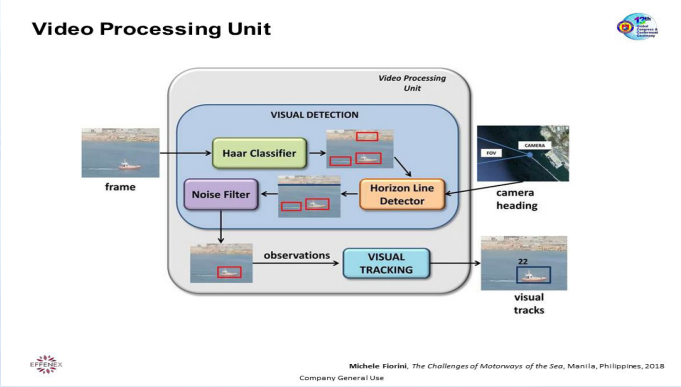 Video Processing Unit
12th
Video Processing
Unit
VISUAL DETECTION
Haar Classifier
CAMERA
FOV
frame
Noise Filter
Horizon Line
Detector
camera
heading
observations
VISUAL
TRACKING
22
visual
tracks
EFFENEX
Michele Fiorini, The Challenges of Motorways of the Sea, Manila, Philippines, 2018
Company General Use